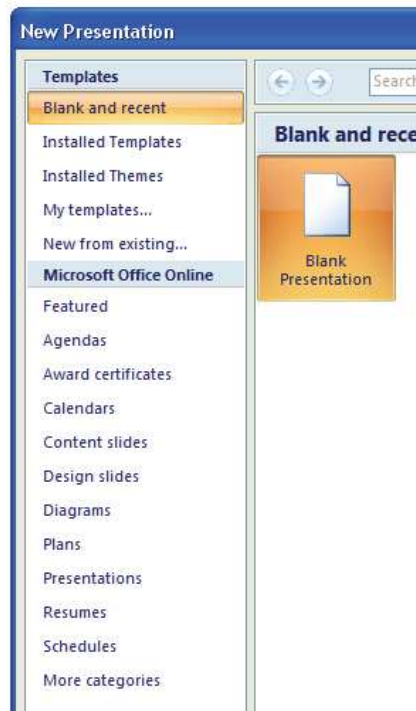 New Presentation
Templates
Blank and recent
Installed Templates
Installed Themes
My templates...
New from existing...
Microsoft Office Online
Featured
Agendas
Award certificates
Calendars
Content slides
Design slides
Diagrams
Plans
Presentations
Resumes
Schedules
More categories
Search
Blank and rece
Blank
Presentation